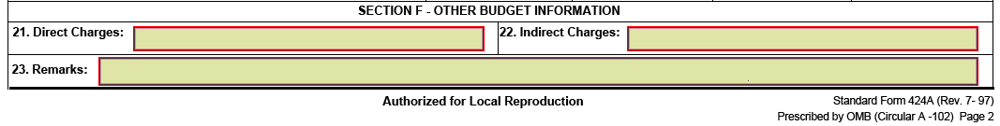 SECTION F - OTHER BUDGET INFORMATION
21. Direct Charges: 22. Indirect Charges:
23. Remarks:
Authorized for Local Reproduction Standard Form 424A (Rev. 7- 97)
Prescribed by OMB (Circular A -102) Page 2